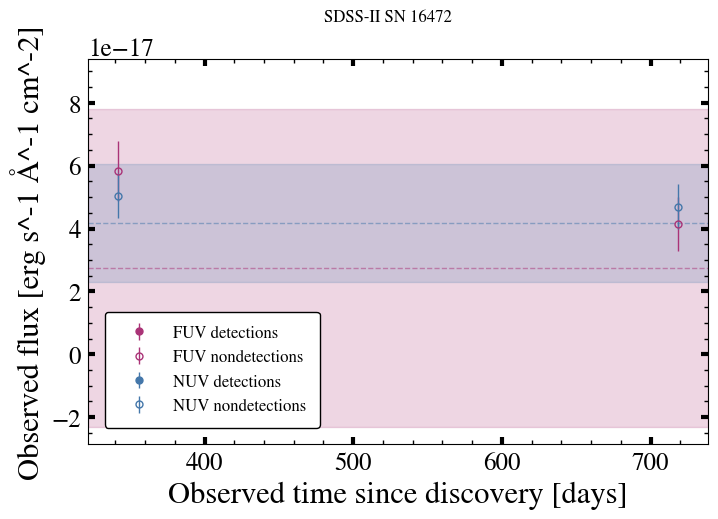 SDSS-II SN 16472
1e−17
Observed flux [erg s^-1 Å^-1 cm^-2]
8
6
4
2
0
−2
FUV detections
FUV nondetections
NUV detections
NUV nondetections
400 500 600 700
Observed time since discovery [days]